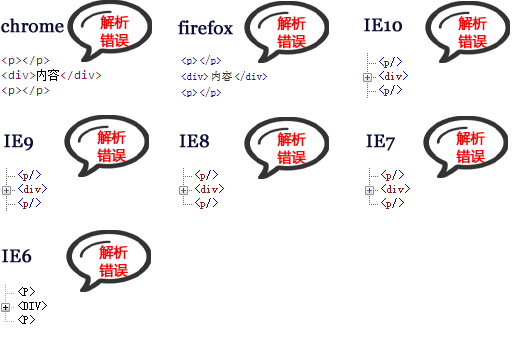 chrome 解析
错误
<p></p>
<div>内容</div>
<p></p>
firefox 解析
错误
<p></p>
<div>内容</div>
<p></p>
IE10 解析
错误
<p/>
<div>
<p/>
IE9 解析
错误
<p/>
<div>
<p/>
IE8 解析
错误
<p/>
<div>
<p/>
IE7 解析
错误
<p/>
<div>
<p/>
IE6 解析
错误
<P>
<DIV>
<P>